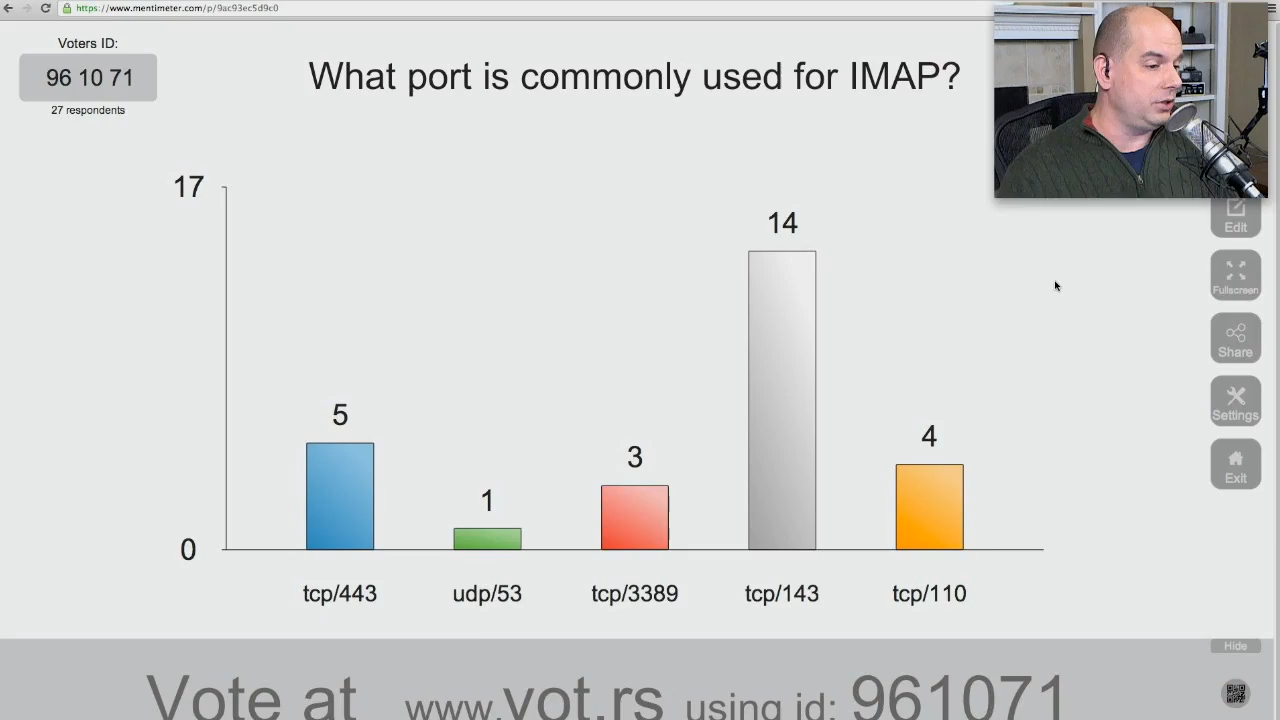 https://www.mentimeter.com/p/9ac93ec5d9c0
Voters ID:
96 10 71
27 respondents
What port is commonly used for IMAP?
17
14
5
4
3
1
0
tcp/443 udp/53 tcp/3389 tcp/143 tcp/110
Edit
Fullscreen
Share
Settings
Exit
Hide
Vote at www.vot.rs using id: 961071